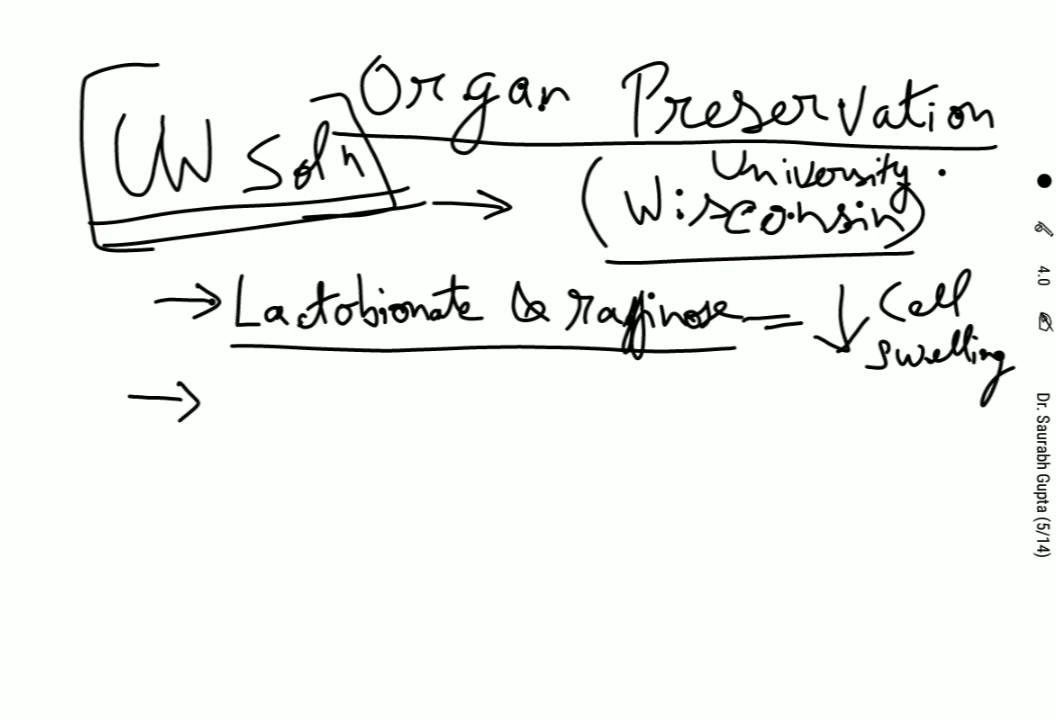 Organ Preservation
UW Soln → (University Wisconsin)
→ Lactobionate & raffinose = ↓ Cell swelling
→
4.0
Dr. Saurabh Gupta (5/14)